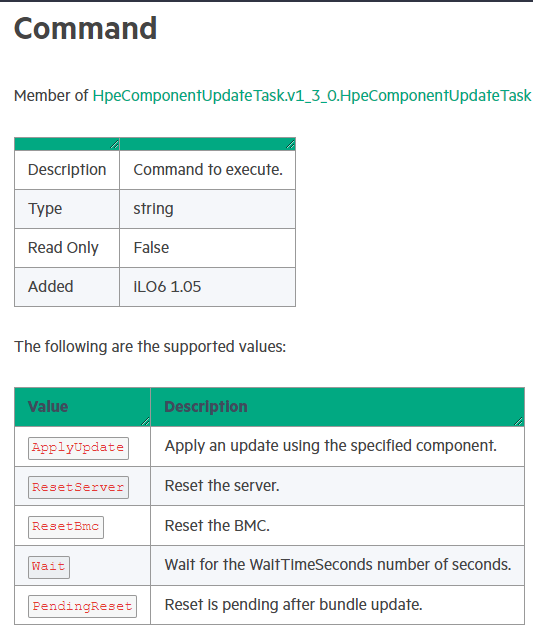 Command
Member of HpeComponentUpdateTask.v1_3_0.HpeComponentUpdateTask
Description Command to execute.
Type string
Read Only False
Added iLO6 1.05
The following are the supported values:
Value Description
ApplyUpdate Apply an update using the specified component.
ResetServer Reset the server.
ResetBmc Reset the BMC.
Wait Wait for the WaitTimeSeconds number of seconds.
PendingReset Reset is pending after bundle update.